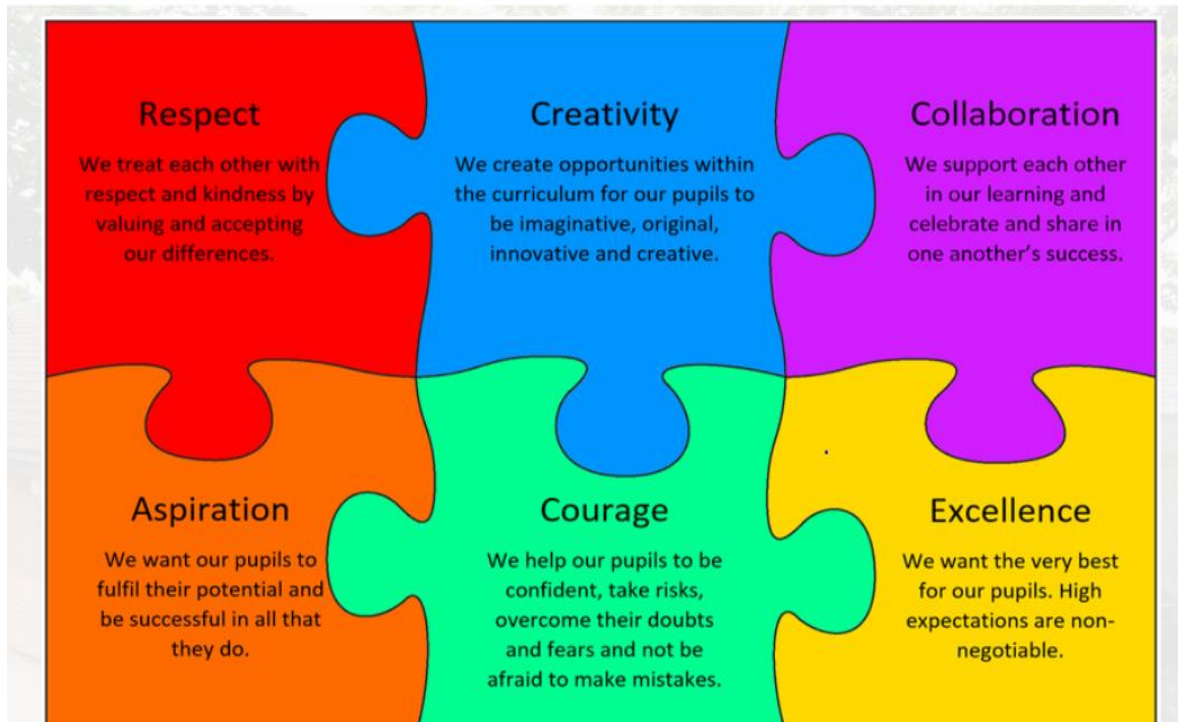 Respect
We treat each other with
respect and kindness by
valuing and accepting
our differences.
Creativity
We create opportunities within
the curriculum for our pupils to
be imaginative, original,
innovative and creative.
Collaboration
We support each other
in our learning and
celebrate and share in
one another’s success.
Aspiration
We want our pupils to
fulfil their potential and
be successful in all that
they do.
Courage
We help our pupils to be
confident, take risks,
overcome their doubts
and fears and not be
afraid to make mistakes.
Excellence
We want the very best
for our pupils. High
expectations are non-
negotiable.